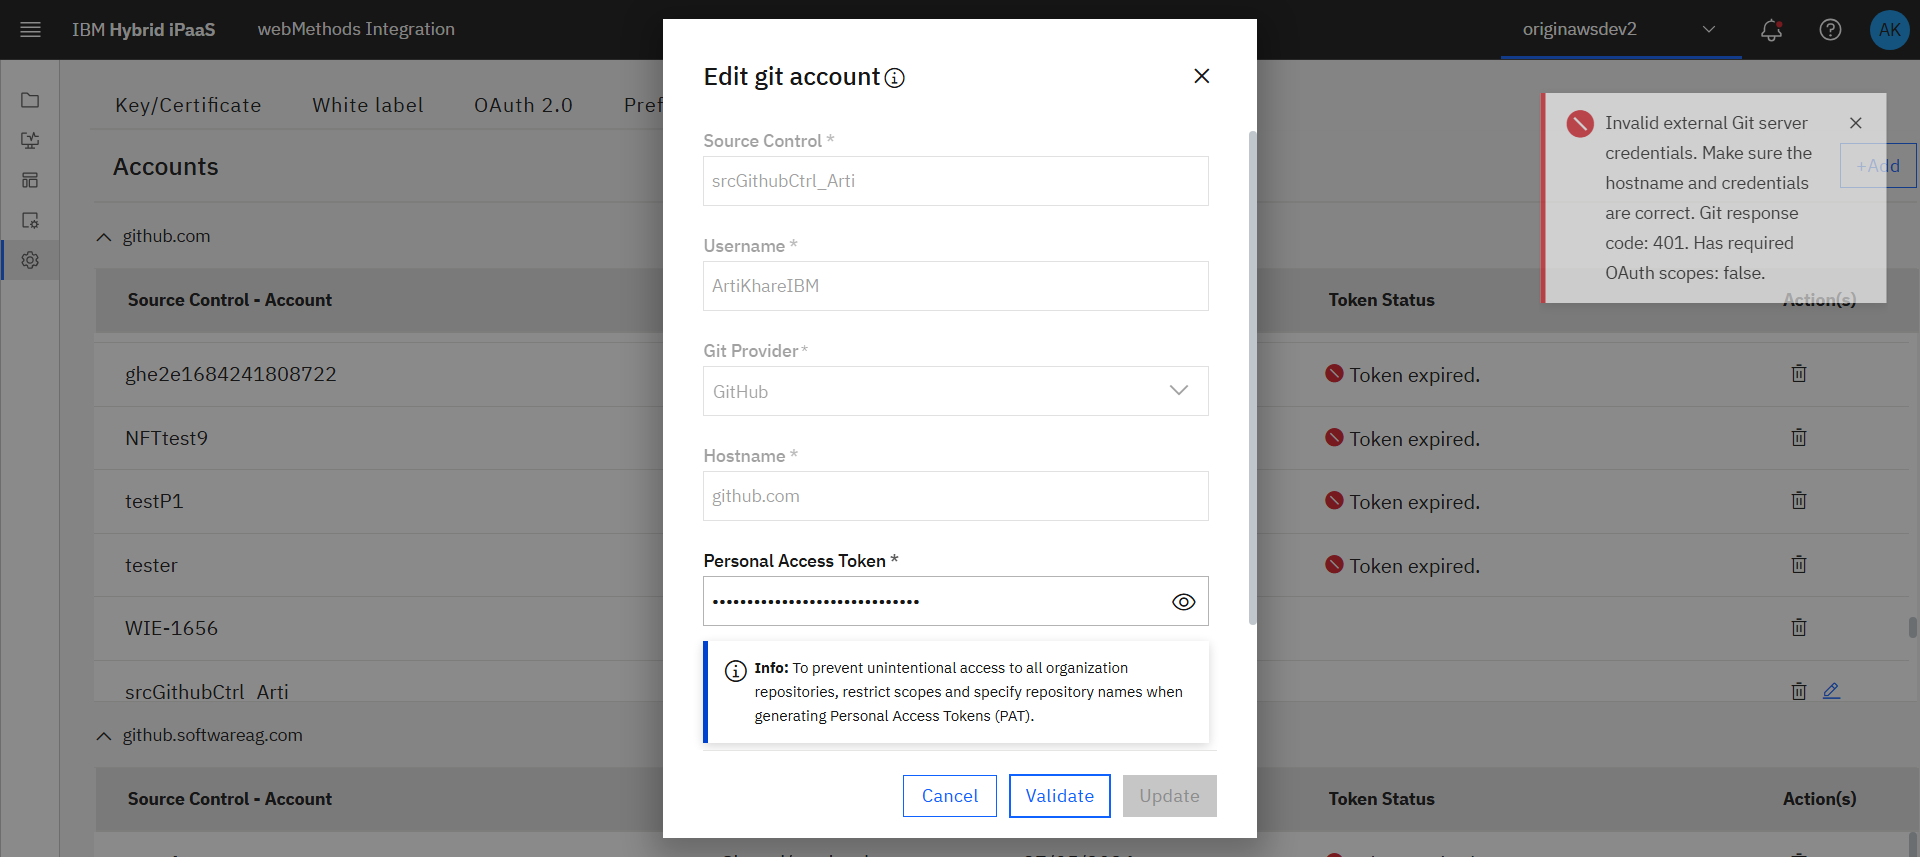 IBM Hybrid iPaaS
webMethods Integration
originawsdev2
AK
Key/Certificate
White label
OAuth 2.0
Pref
Accounts
+Add
github.com
Source Control - Account
Token Status
Action(s)
ghe2e1684241808722
Token expired.
NFTtest9
Token expired.
testP1
Token expired.
tester
Token expired.
WIE-1656
srcGithubCtrl_Arti
github.softwareag.com
Source Control - Account
Token Status
Action(s)
Token expired.
Edit git account
Source Control *
srcGithubCtrl_Arti
Username *
ArtiKhareIBM
Git Provider*
GitHub
Hostname *
github.com
Personal Access Token *
••••••••••••••••••••••••••••••
Info: To prevent unintentional access to all organization
repositories, restrict scopes and specify repository names when
generating Personal Access Tokens (PAT).
Cancel
Validate
Update
Invalid external Git server
credentials. Make sure the
hostname and credentials
are correct. Git response
code: 401. Has required
OAuth scopes: false.